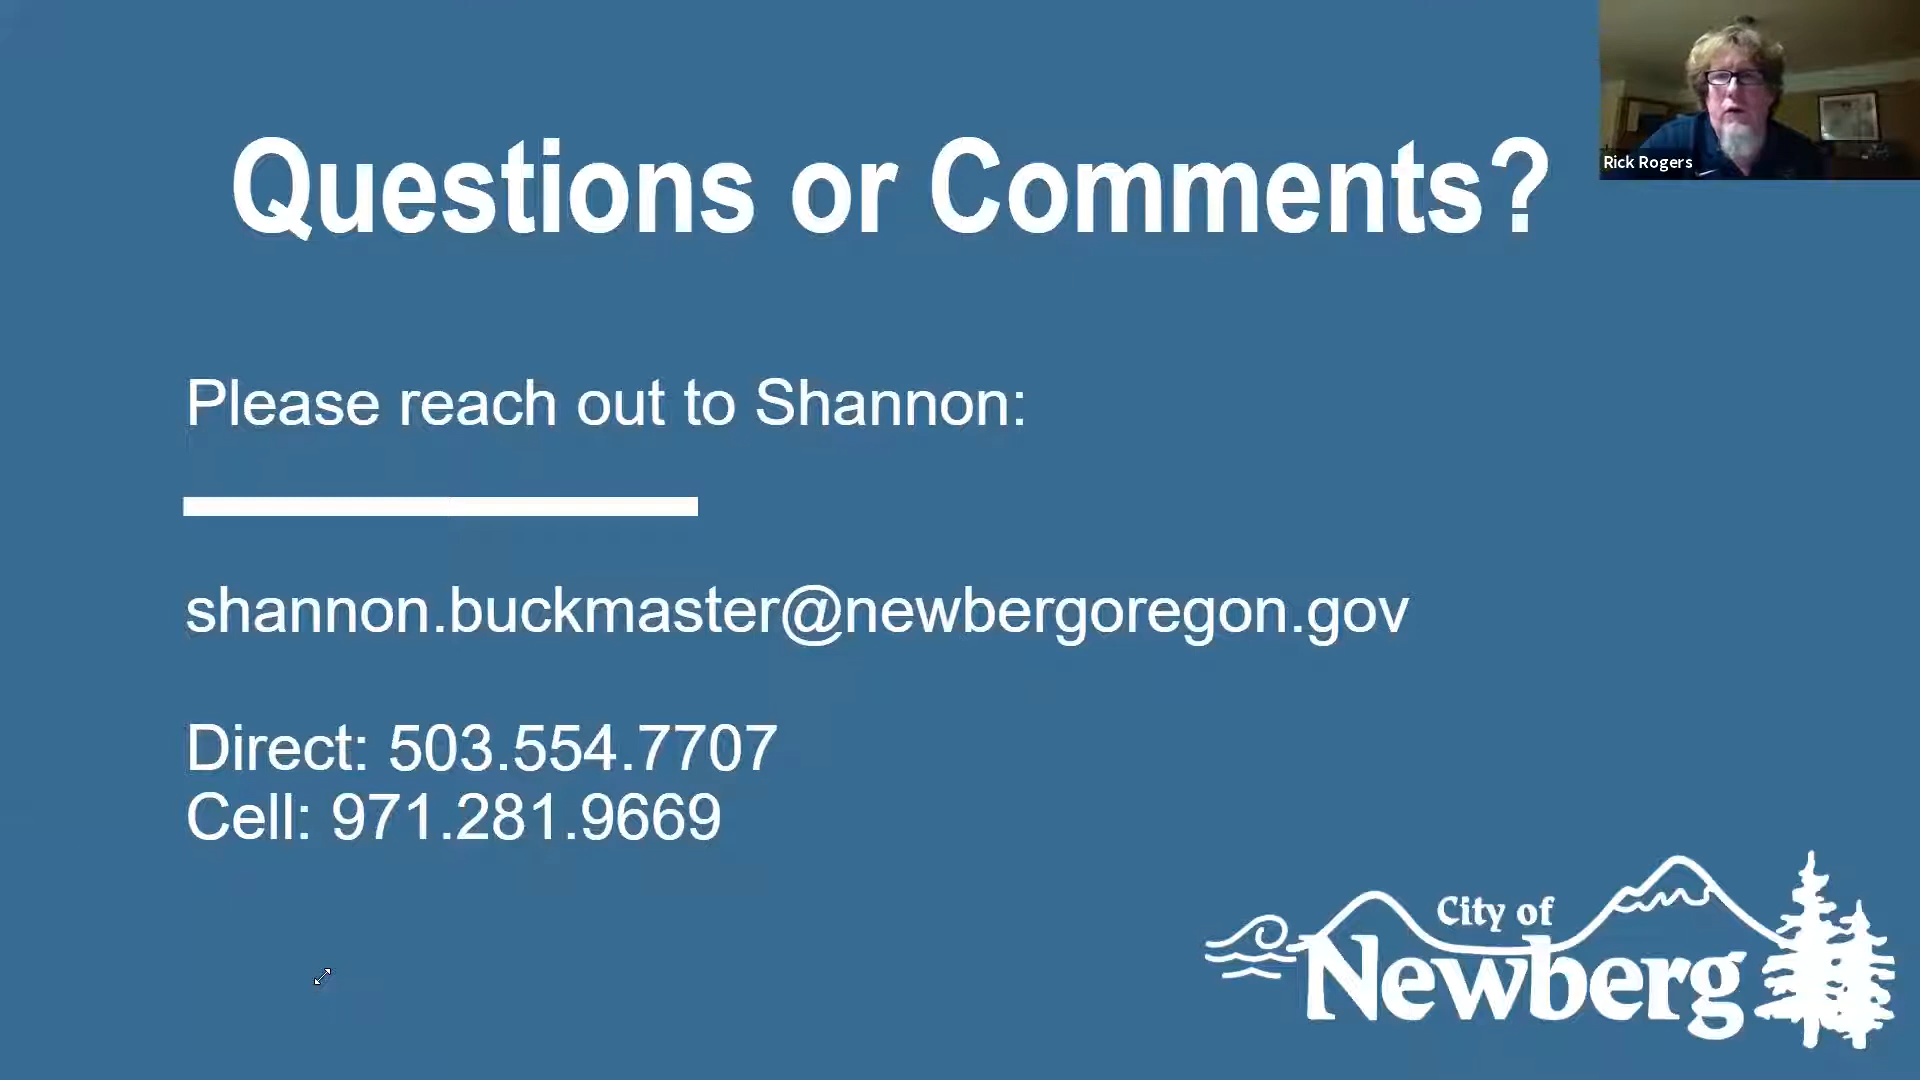 Questions or Comments?
Rick Rogers
Please reach out to Shannon:
shannon.buckmaster@newbergoregon.gov
Direct: 503.554.7707
Cell: 971.281.9669
City of
Newberg